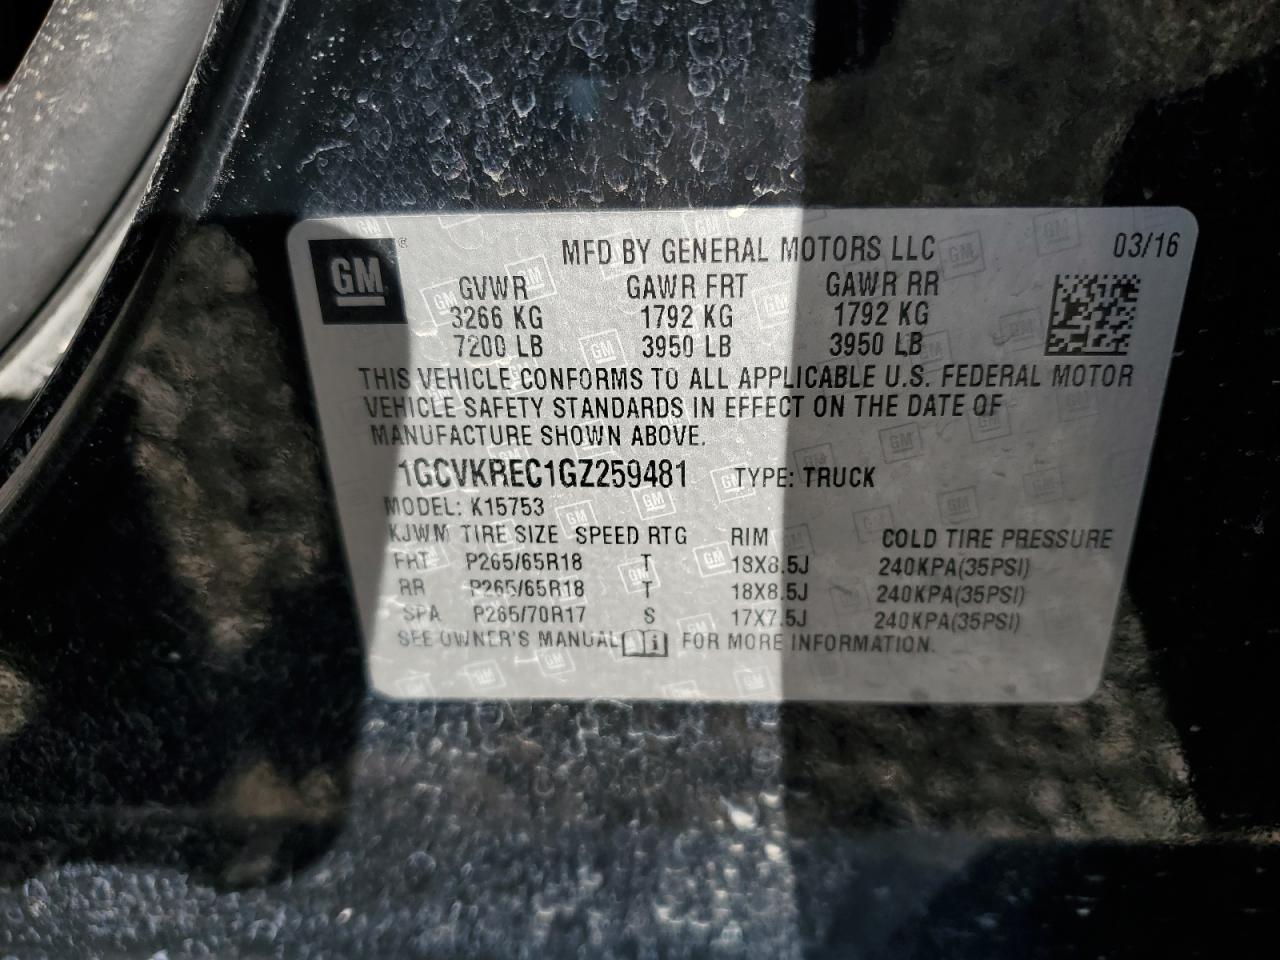 GM
MFD BY GENERAL MOTORS LLC 03/16
GVWR GAWR FRT GAWR RR
3266 KG 1792 KG 1792 KG
7200 LB 3950 LB 3950 LB
THIS VEHICLE CONFORMS TO ALL APPLICABLE U.S. FEDERAL MOTOR
VEHICLE SAFETY STANDARDS IN EFFECT ON THE DATE OF
MANUFACTURE SHOWN ABOVE.
1GCVKREC1GZ259481 TYPE: TRUCK
MODEL: K15753
KJWM TIRE SIZE SPEED RTG RIM COLD TIRE PRESSURE
FRT P265/65R18 T 18X8.5J 240KPA(35PSI)
RR P265/65R18 T 18X8.5J 240KPA(35PSI)
SPA P265/70R17 S 17X7.5J 240KPA(35PSI)
SEE OWNER'S MANUAL FOR MORE INFORMATION.